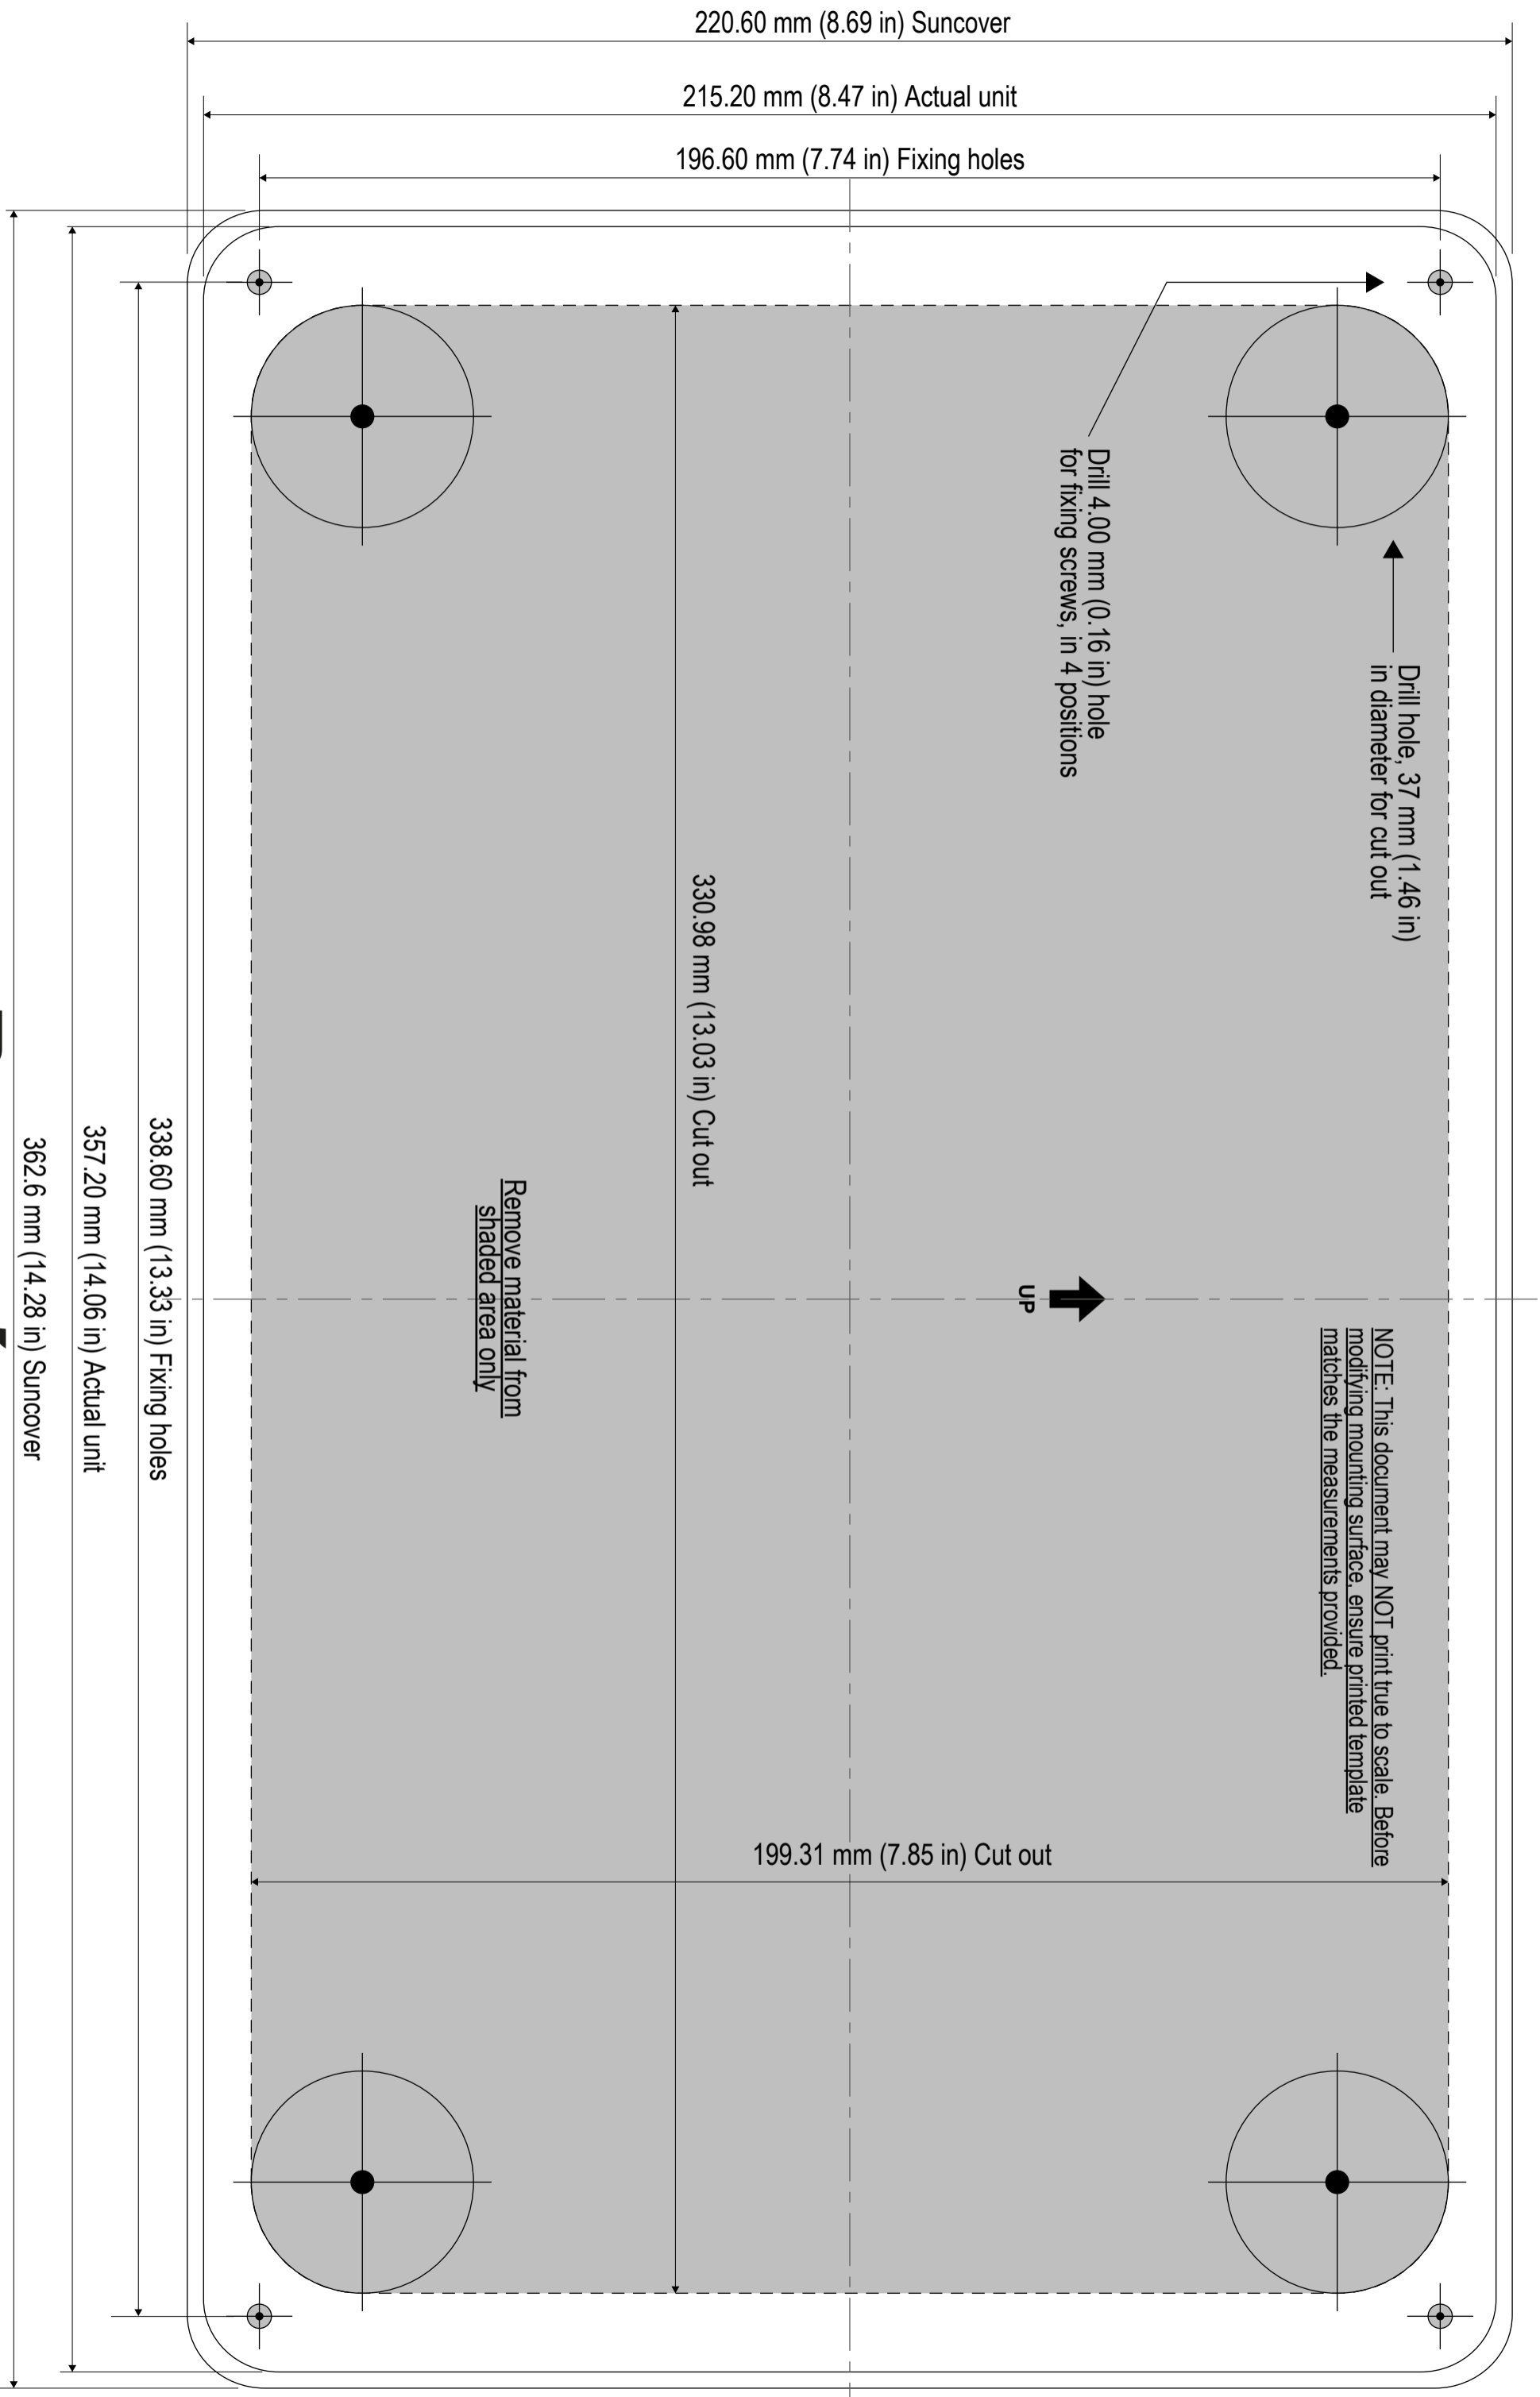 220.60 mm (8.69 in) Suncover
215.20 mm (8.47 in) Actual unit
196.60 mm (7.74 in) Fixing holes
Drill hole, 37 mm (1.46 in)
in diameter for cut out
Drill 4.00 mm (0.16 in) hole
for fixing screws, in 4 positions
NOTE: This document may NOT print true to scale. Before
modifying mounting surface, ensure printed template
matches the measurements provided.
UP
330.98 mm (13.03 in) Cut out
199.31 mm (7.85 in) Cut out
Remove material from
shaded area only
338.60 mm (13.33 in) Fixing holes
357.20 mm (14.06 in) Actual unit
362.6 mm (14.28 in) Suncover